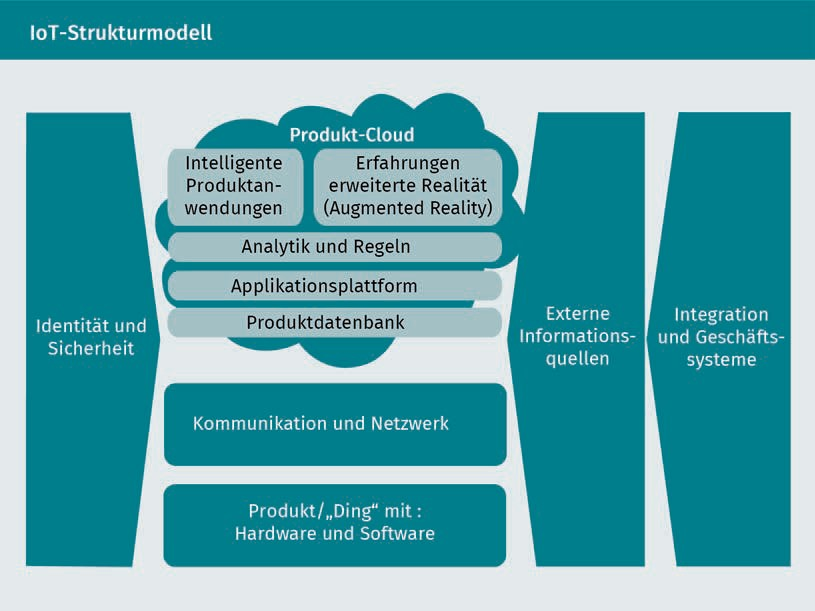 IoT-Strukturmodell
Produkt-Cloud
Intelligente
Produktan-
wendungen
Erfahrungen
erweiterte Realität
(Augmented Reality)
Analytik und Regeln
Applikationsplattform
Produktdatenbank
Identität und
Sicherheit
Kommunikation und Netzwerk
Produkt/„Ding“ mit :
Hardware und Software
Externe
Informations-
quellen
Integration
und Geschäfts-
systeme